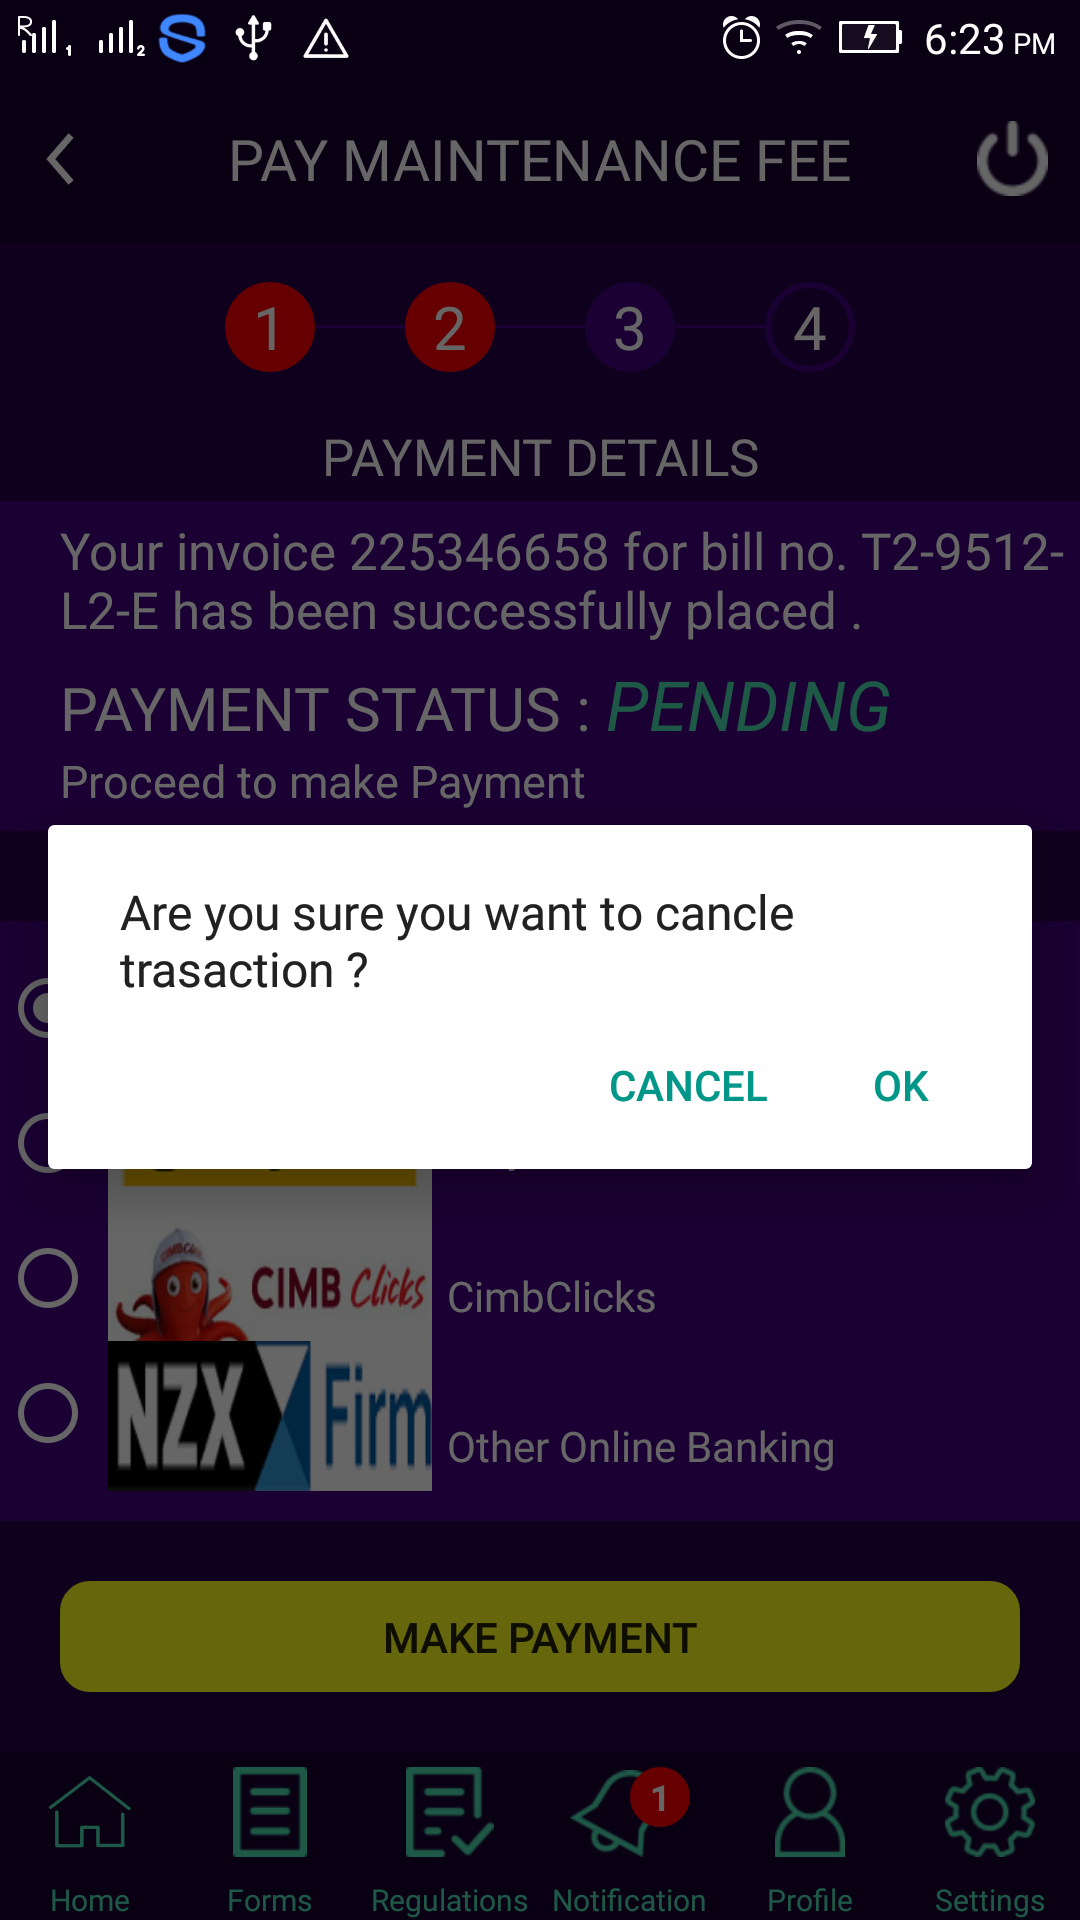 R 1 2 6:23 PM
PAY MAINTENANCE FEE
1 2 3 4
PAYMENT DETAILS
Your invoice 225346658 for bill no. T2-9512-
L2-E has been successfully placed .
PAYMENT STATUS : PENDING
Proceed to make Payment
Are you sure you want to cancle
trasaction ?
CANCEL OK
CIMB Clicks CimbClicks
NZX Firm Other Online Banking
MAKE PAYMENT
1
Home Forms Regulations Notification Profile Settings